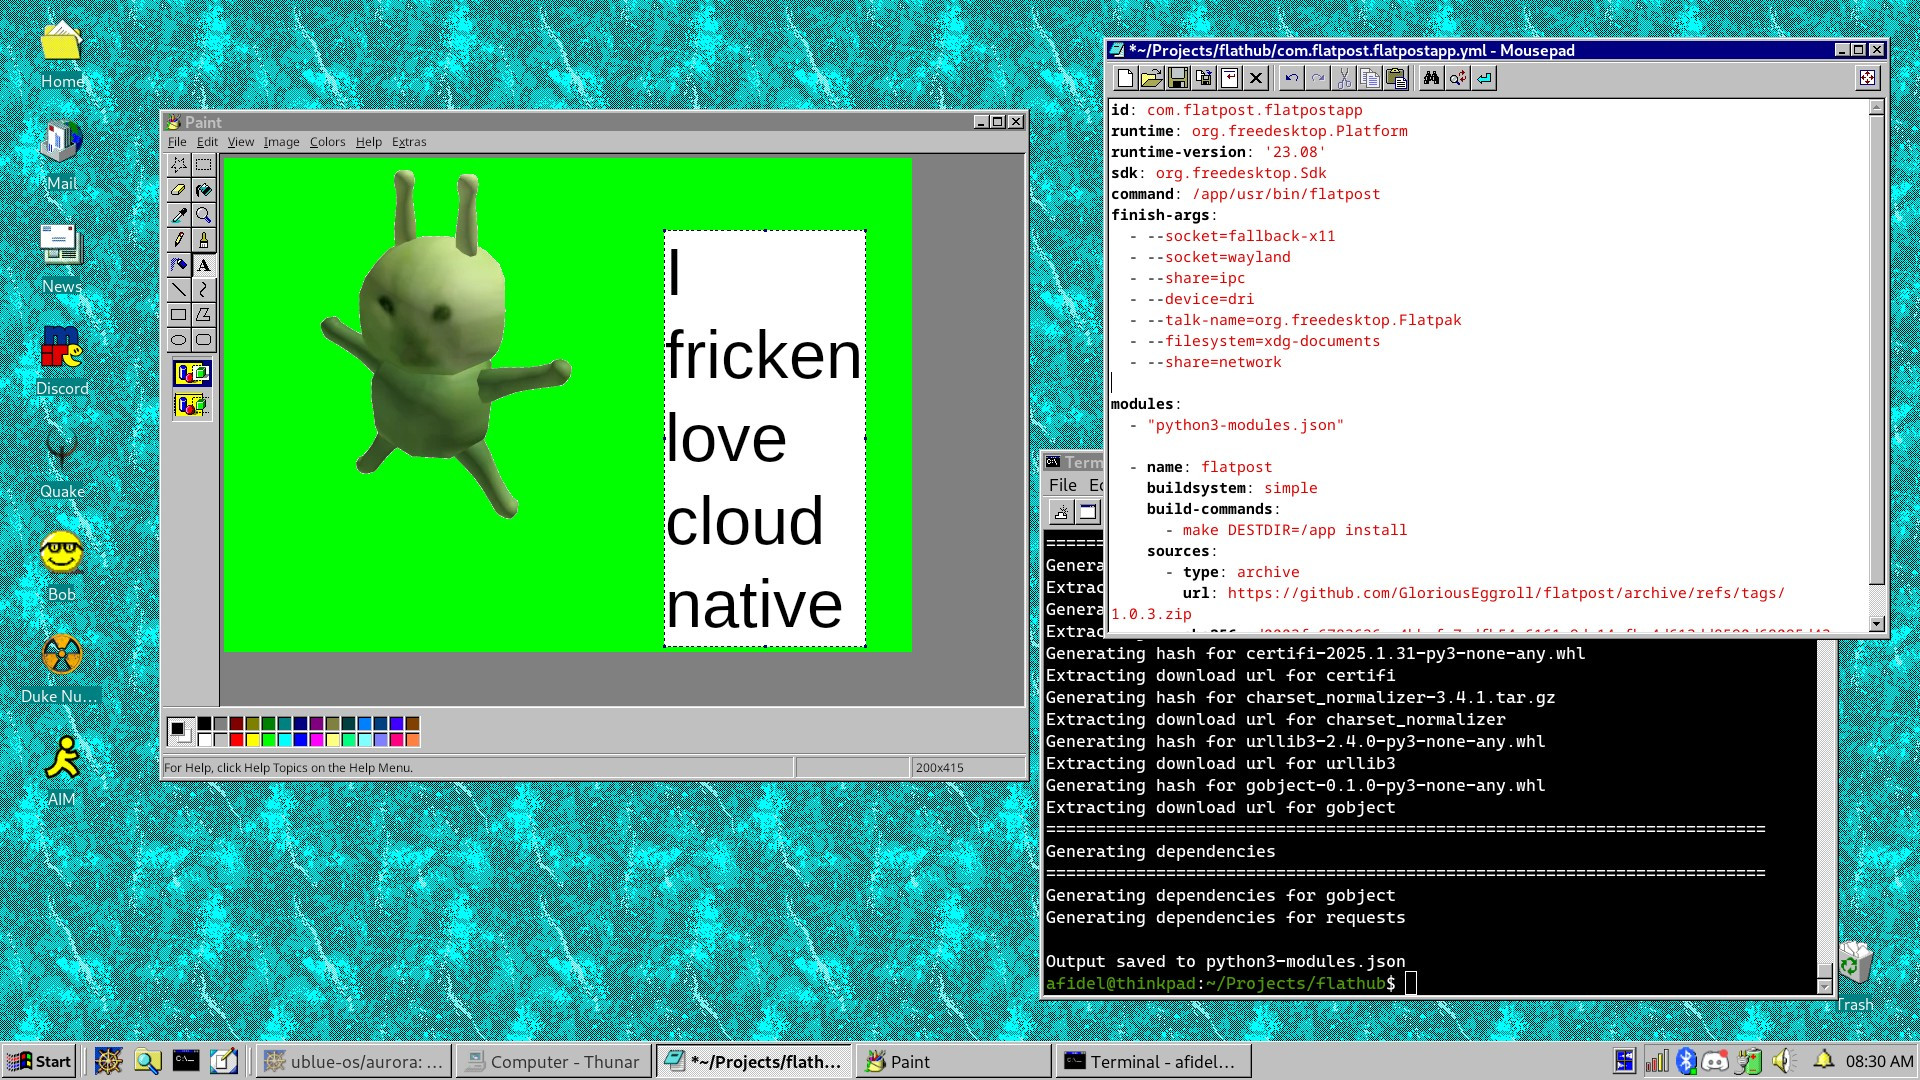 Home
Mail
News
Discord
Quake
Bob
Duke Nu...
AIM
Paint
File Edit View Image Colors Help Extras
I
fricken
love
cloud
native
For Help, click Help Topics on the Help Menu.
200x415
*~/Projects/flathub/com.flatpost.flatpostapp.yml - Mousepad
id: com.flatpost.flatpostapp
runtime: org.freedesktop.Platform
runtime-version: '23.08'
sdk: org.freedesktop.Sdk
command: /app/usr/bin/flatpost
finish-args:
- --socket=fallback-x11
- --socket=wayland
- --share=ipc
- --device=dri
- --talk-name=org.freedesktop.Flatpak
- --filesystem=xdg-documents
- --share=network
modules:
- "python3-modules.json"
- name: flatpost
buildsystem: simple
build-commands:
- make DESTDIR=/app install
sources:
- type: archive
url: https://github.com/GloriousEggroll/flatpost/archive/refs/tags/
1.0.3.zip
Term
File Ed
=====
Genera
Extrac
Genera
Extrac
Generating hash for certifi-2025.1.31-py3-none-any.whl
Extracting download url for certifi
Generating hash for charset_normalizer-3.4.1.tar.gz
Extracting download url for charset_normalizer
Generating hash for urllib3-2.4.0-py3-none-any.whl
Extracting download url for urllib3
Generating hash for gobject-0.1.0-py3-none-any.whl
Extracting download url for gobject
========================================================================
Generating dependencies
========================================================================
Generating dependencies for gobject
Generating dependencies for requests
Output saved to python3-modules.json
afidel@thinkpad:~/Projects/flathub$
Trash
Start
ublue-os/aurora: ...
Computer - Thunar
*~/Projects/flath...
Paint
Terminal - afidel...
08:30 AM